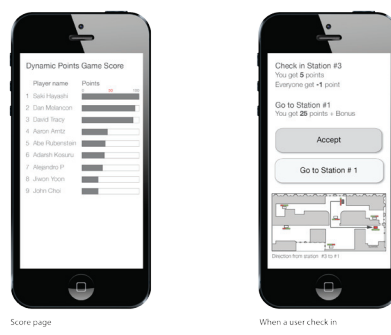 Dynamic Points Game Score
Player name Points
1 Saki Hayashi
2 Dan Molancon
3 David Tracy
4 Aaron Arntz
5 Abe Rubenstein
6 Adarsh Kosuru
7 Alejandro P
8 Jiwon Yoon
9 John Choi
Score page
Check in Station #3
You get 5 points
Everyone get -1 point
Go to Station #1
You get 25 points + Bonus
Accept
Go to Station # 1
Direction from station #3 to #1
When a user check in